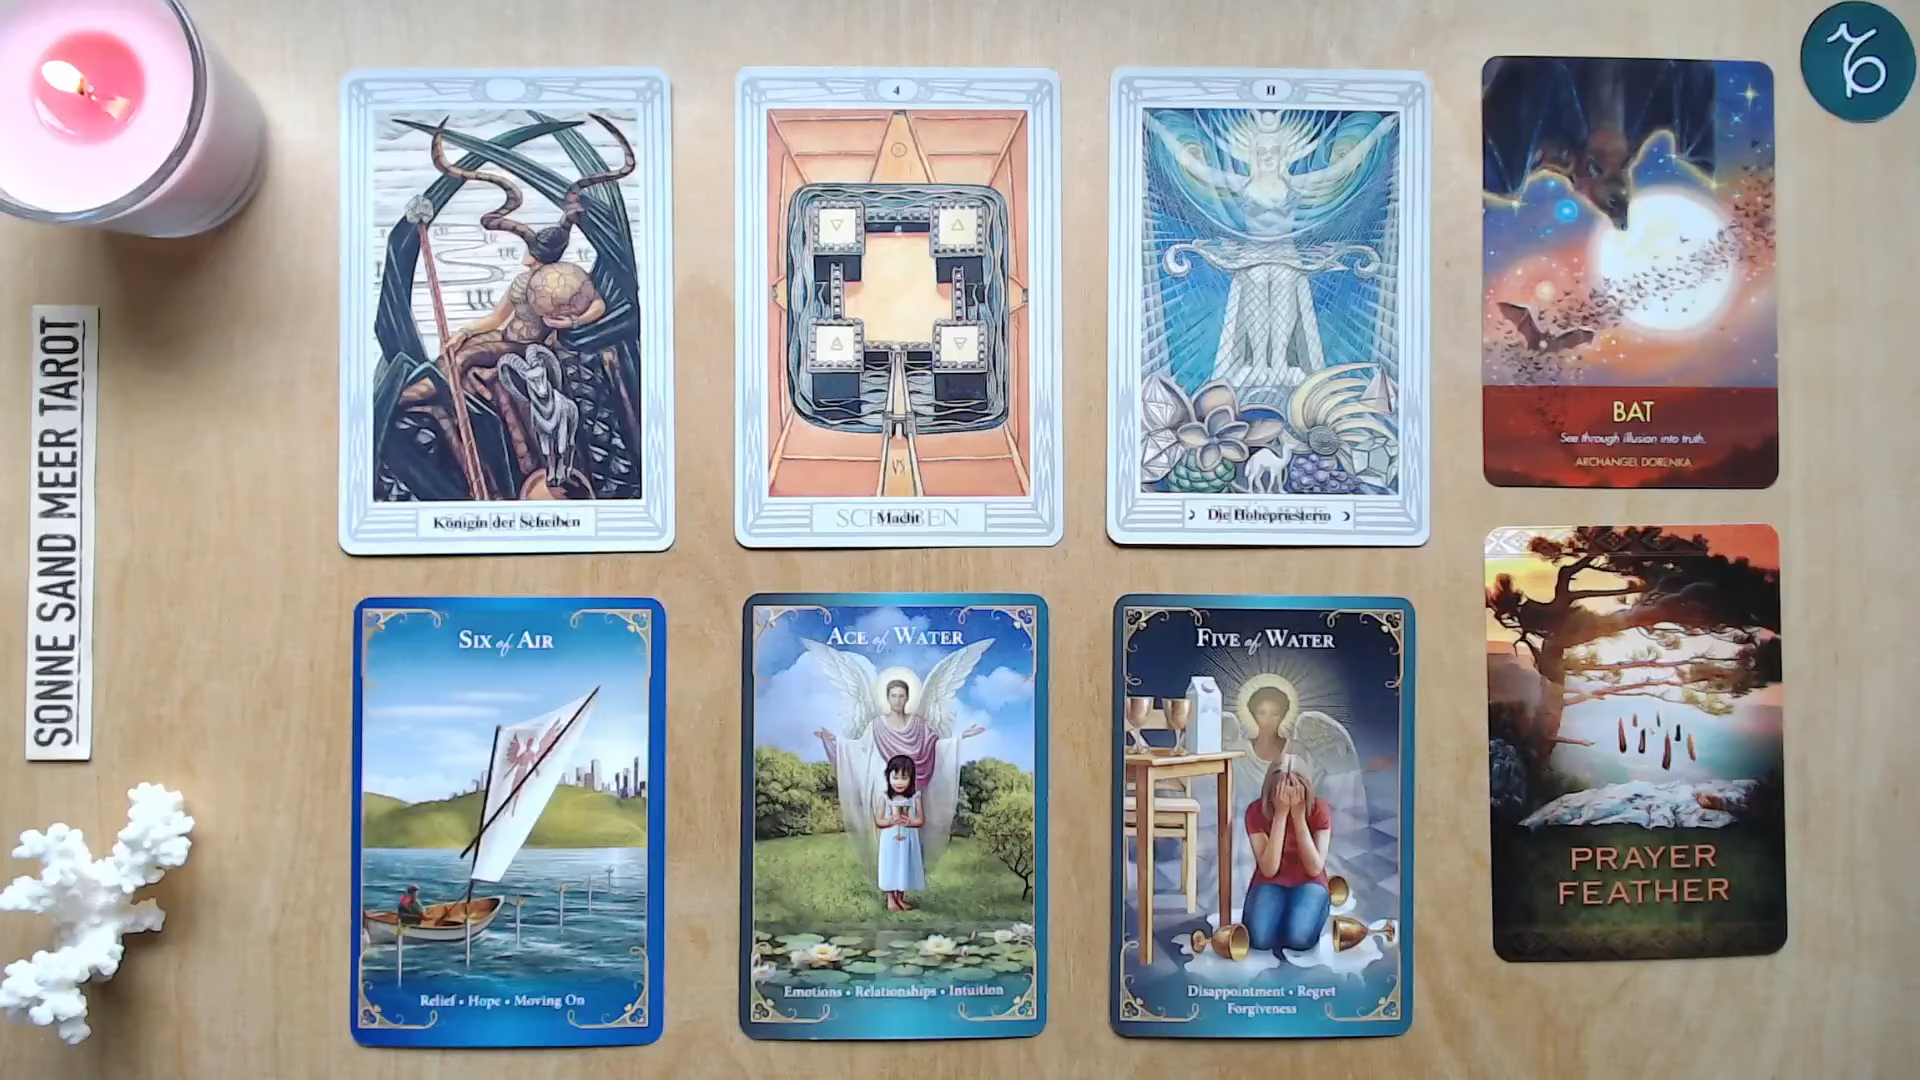 SONNE SAND MEER TAROT
Königin der Scheiben
4
Macht
SCHEIBEN
II
Die Hohepriesterin
BAT
See through illusion into truth.
ARCHANGEL DORENKA
SIX of AIR
Relief • Hope • Moving On
ACE of WATER
Emotions • Relationships • Intuition
FIVE of WATER
Disappointment • Regret
Forgiveness
PRAYER
FEATHER